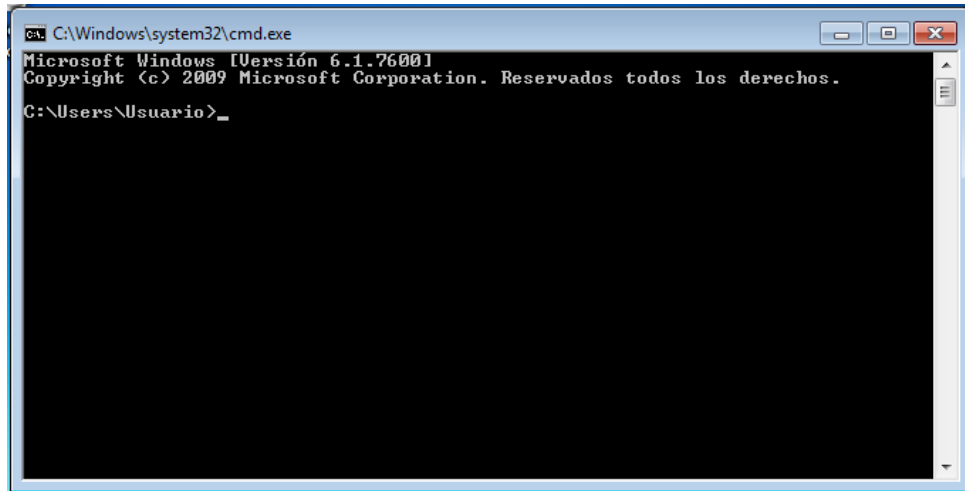 C:\Windows\system32\cmd.exe
Microsoft Windows [Versión 6.1.7600]
Copyright (c) 2009 Microsoft Corporation. Reservados todos los derechos.
C:\Users\Usuario>_